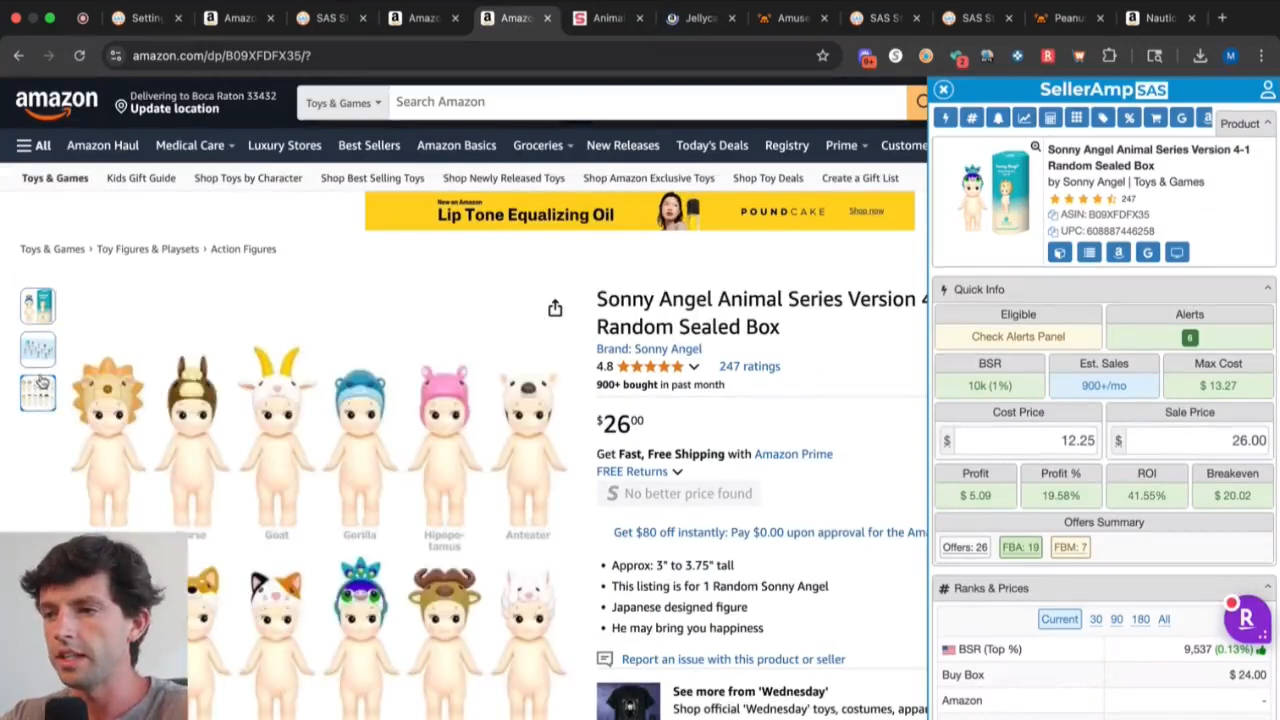 Settin
Amazo
SAS S
Amazo
Amazo
Animal
Jellyca
Amuse
SAS S
SAS S
Peanu
Nautic
amazon.com/dp/B09XFDFX35/?
amazon
Delivering to Boca Raton 33432
Update location
Toys & Games
Search Amazon
All
Amazon Haul
Medical Care
Luxury Stores
Best Sellers
Amazon Basics
Groceries
New Releases
Today's Deals
Registry
Prime
Custome
Toys & Games
Kids Gift Guide
Shop Toys by Character
Shop Best Selling Toys
Shop Newly Released Toys
Shop Amazon Exclusive Toys
Shop Toy Deals
Create a Gift List
New on Amazon
Lip Tone Equalizing Oil
POUNDCAKE
Shop now
Toys & Games › Toy Figures & Playsets › Action Figures
Goat
Gorilla
Hipopo-
tamus
Anteater
Sonny Angel Animal Series Version 4
Random Sealed Box
Brand: Sonny Angel
4.8
247 ratings
900+ bought in past month
$2600
Get Fast, Free Shipping with Amazon Prime
FREE Returns
S No better price found
Get $80 off instantly: Pay $0.00 upon approval for the Am
• Approx: 3" to 3.75" tall
• This listing is for 1 Random Sonny Angel
• Japanese designed figure
• He may bring you happiness
Report an issue with this product or seller
See more from 'Wednesday'
Shop official 'Wednesday' toys, costumes, appa
SellerAmp SAS
Product
Sonny Angel Animal Series Version 4-1
Random Sealed Box
by Sonny Angel | Toys & Games
247
ASIN: B09XFDFX35
UPC: 608887446258
Quick Info
Eligible
Alerts
Check Alerts Panel
6
BSR
Est. Sales
Max Cost
10k (1%)
900+/mo
$ 13.27
Cost Price
Sale Price
$ 12.25
$ 26.00
Profit
Profit %
ROI
Breakeven
$ 5.09
19.58%
41.55%
$ 20.02
Offers Summary
Offers: 26
FBA: 19
FBM: 7
# Ranks & Prices
Current
30
90
180
All
R
BSR (Top %)
9,537 (0.13%)
Buy Box
$ 24.00
Amazon
-